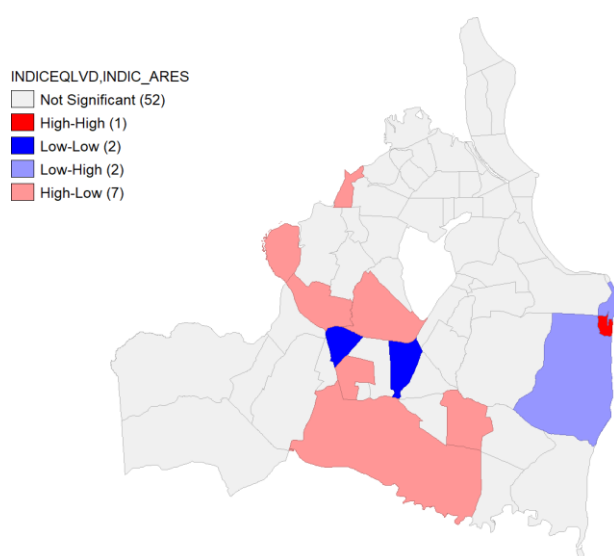 INDICEQLVD,INDIC_ARES
Not Significant (52)
High-High (1)
Low-Low (2)
Low-High (2)
High-Low (7)